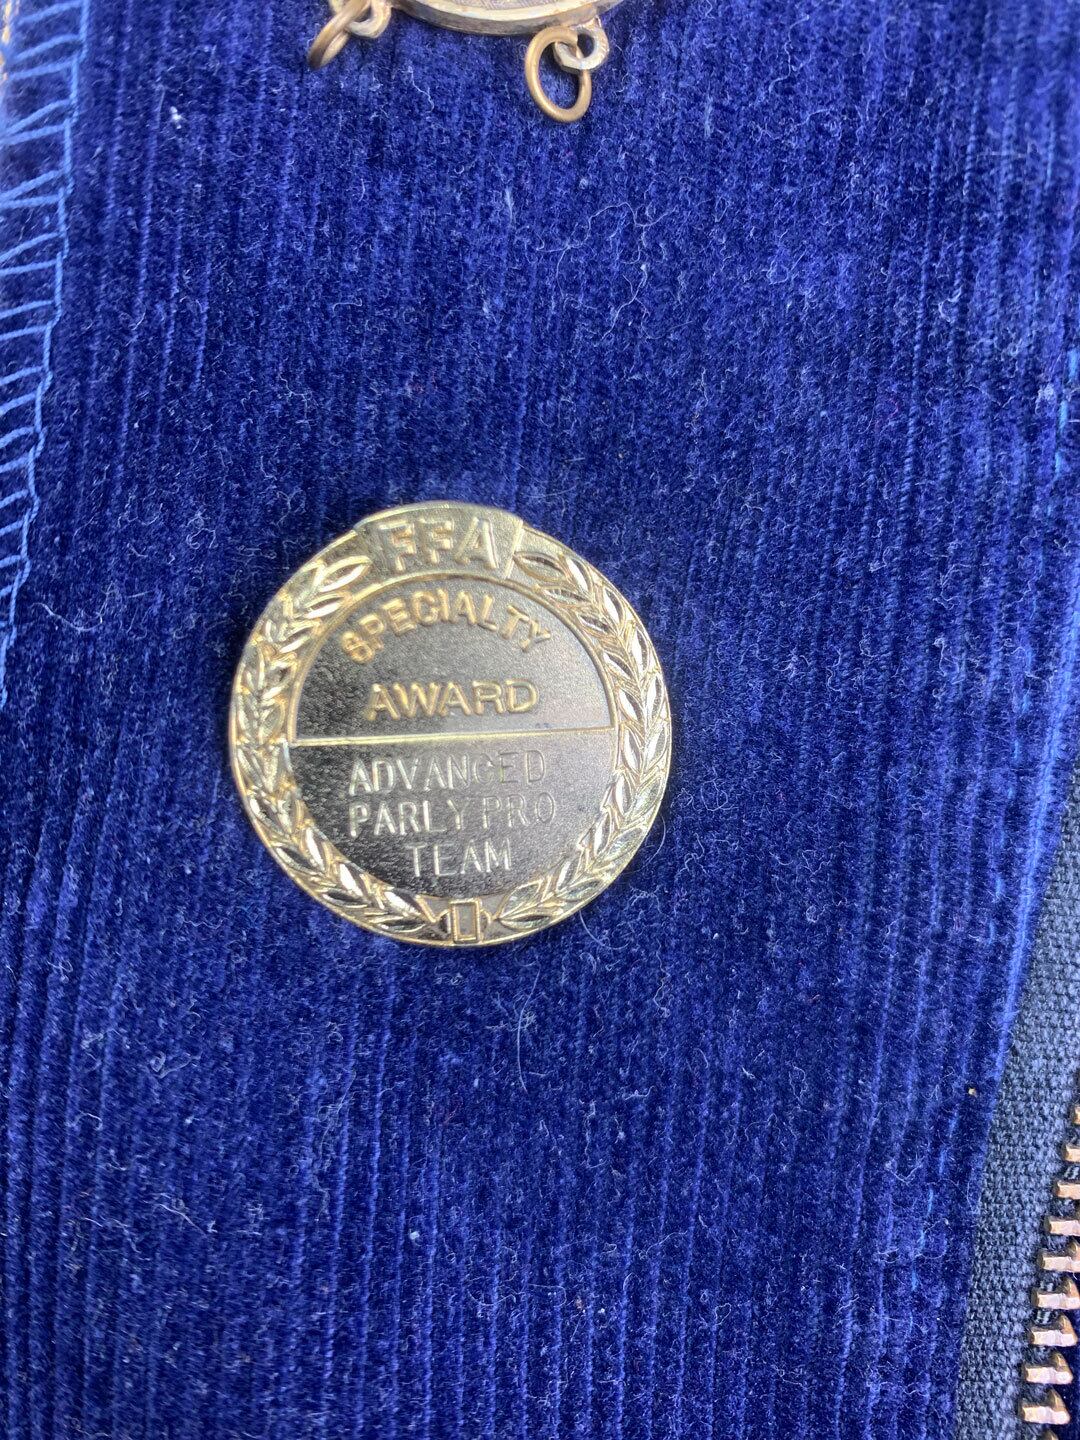 FFA
SPECIALTY
AWARD
ADVANCED
PARLY PRO
TEAM